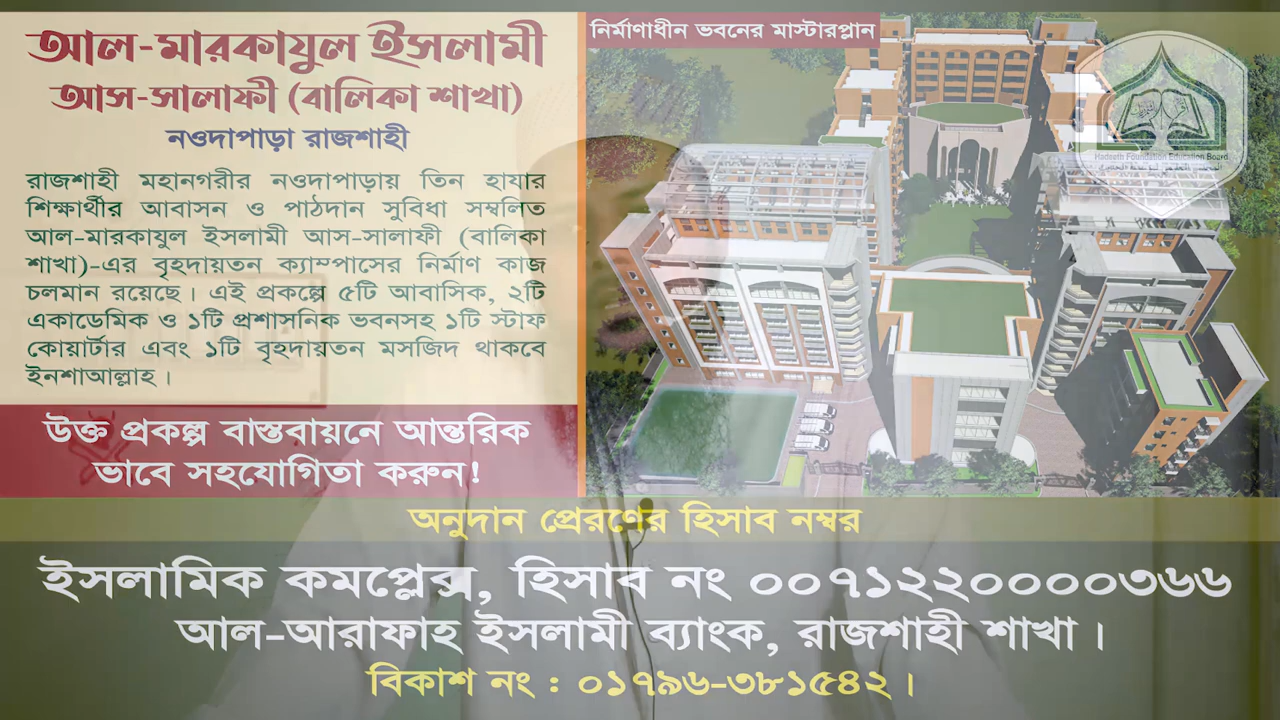 আল-মারকাযুল ইসলামী
আস-সালাফী (বালিকা শাখা)
নওদাপাড়া রাজশাহী
রাজশাহী মহানগরীর নওদাপাড়ায় তিন হাযার
শিক্ষার্থীর আবাসন ও পাঠদান সুবিধা সম্বলিত
আল-মারকাযুল ইসলামী আস-সালাফী (বালিকা
শাখা)-এর বৃহদায়তন ক্যাম্পাসের নির্মাণ কাজ
চলমান রয়েছে। এই প্রকল্পে ৫টি আবাসিক, ২টি
একাডেমিক ও ১টি প্রশাসনিক ভবনসহ ১টি স্টাফ
কোয়ার্টার এবং ১টি বৃহদায়তন মসজিদ থাকবে
ইনশাআল্লাহ।
উক্ত প্রকল্প বাস্তবায়নে আন্তরিক
ভাবে সহযোগিতা করুন!
নির্মাণাধীন ভবনের মাস্টারপ্লান
Hadeeth Foundation Education Board
অনুদান প্রেরণের হিসাব নম্বর
ইসলামিক কমপ্লেক্স, হিসাব নং ০০৭১২২০০০০৩৬৬
আল-আরাফাহ ইসলামী ব্যাংক, রাজশাহী শাখা।
বিকাশ নং : ০১৭৯৬-৩৮১৫৪২।